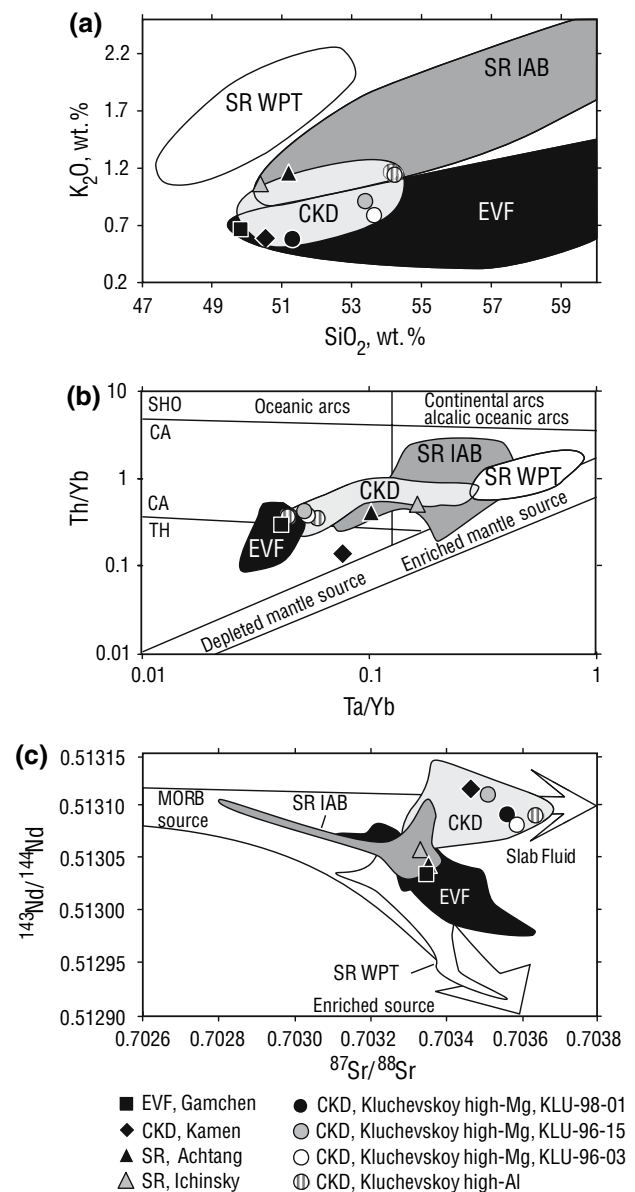 (a)
2.2
1.7
1.2
0.7
0.2
K₂O, wt.%
SR WPT
SR IAB
CKD
EVF
47 49 51 53 55 57 59
SiO₂, wt.%
(b)
10
1
0.1
0.01
Th/Yb
SHO
CA
Oceanic arcs
Continental arcs
alcalic oceanic arcs
SR IAB
SR WPT
CKD
CA
TH
EVF
Depleted mantle source
Enriched mantle source
0.01 0.1 1
Ta/Yb
(c)
0.51315
0.51310
0.51305
0.51300
0.51295
0.51290
¹⁴³Nd/¹⁴⁴Nd
MORB
source
SR IAB
CKD
Slab Fluid
EVF
SR WPT
Enriched source
0.7026 0.7028 0.7030 0.7032 0.7034 0.7036 0.7038
⁸⁷Sr/⁸⁸Sr
EVF, Gamchen
CKD, Kamen
SR, Achtang
SR, Ichinsky
CKD, Kluchevskoy high-Mg, KLU-98-01
CKD, Kluchevskoy high-Mg, KLU-96-15
CKD, Kluchevskoy high-Mg, KLU-96-03
CKD, Kluchevskoy high-Al